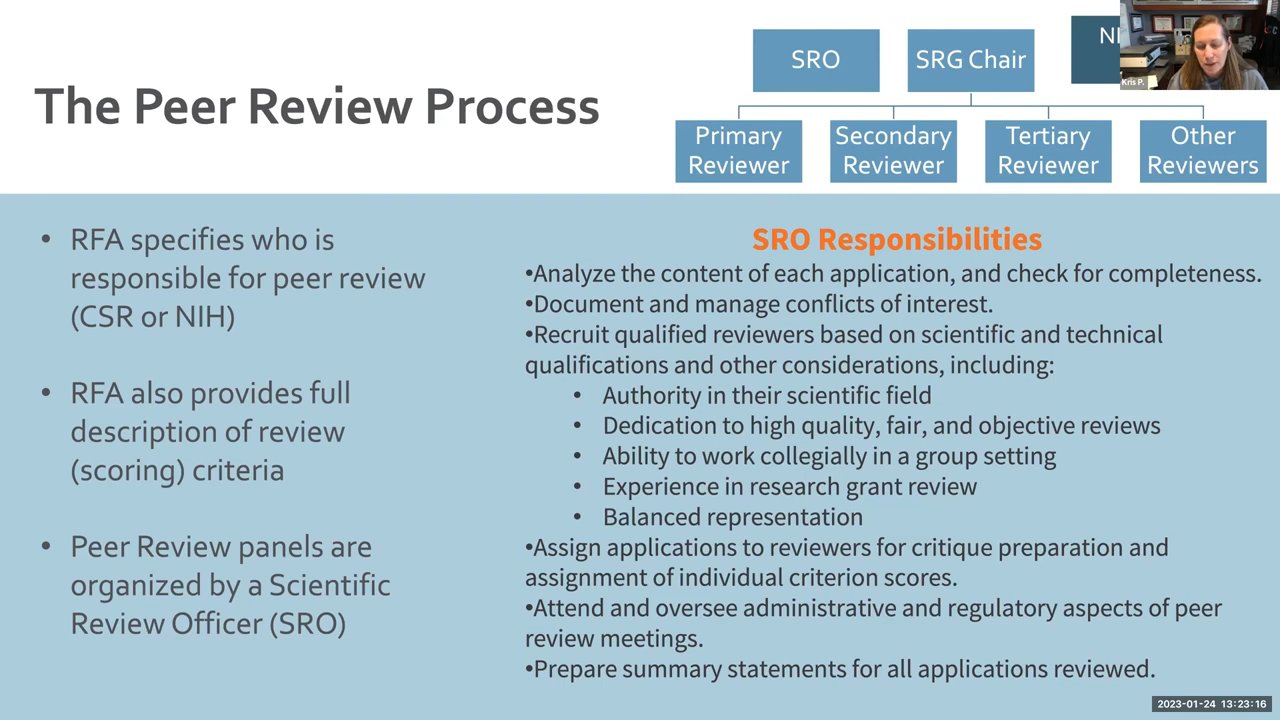 The Peer Review Process
SRO
SRG Chair
Primary
Reviewer
Secondary
Reviewer
Tertiary
Reviewer
Other
Reviewers
Kris P.
• RFA specifies who is
responsible for peer review
(CSR or NIH)
• RFA also provides full
description of review
(scoring) criteria
• Peer Review panels are
organized by a Scientific
Review Officer (SRO)
SRO Responsibilities
•Analyze the content of each application, and check for completeness.
•Document and manage conflicts of interest.
•Recruit qualified reviewers based on scientific and technical
qualifications and other considerations, including:
• Authority in their scientific field
• Dedication to high quality, fair, and objective reviews
• Ability to work collegially in a group setting
• Experience in research grant review
• Balanced representation
•Assign applications to reviewers for critique preparation and
assignment of individual criterion scores.
•Attend and oversee administrative and regulatory aspects of peer
review meetings.
•Prepare summary statements for all applications reviewed.
2023-01-24 13:23:16